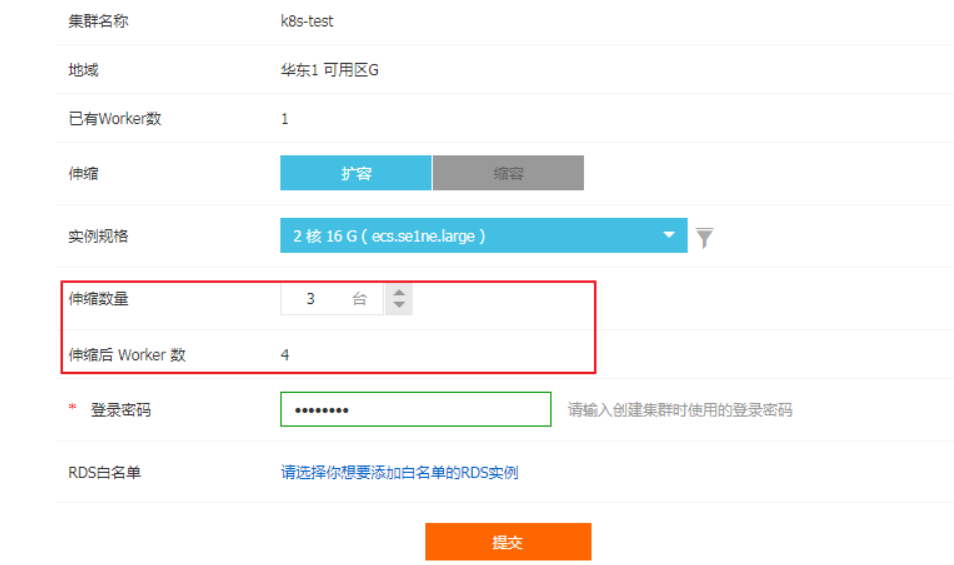 集群名称 k8s-test
地域 华东1 可用区G
已有Worker数 1
伸缩 扩容 缩容
实例规格 2 核 16 G ( ecs.se1ne.large )
伸缩数量 3 台
伸缩后 Worker 数 4
* 登录密码 •••••••• 请输入创建集群时使用的登录密码
RDS白名单 请选择你想要添加白名单的RDS实例
提交